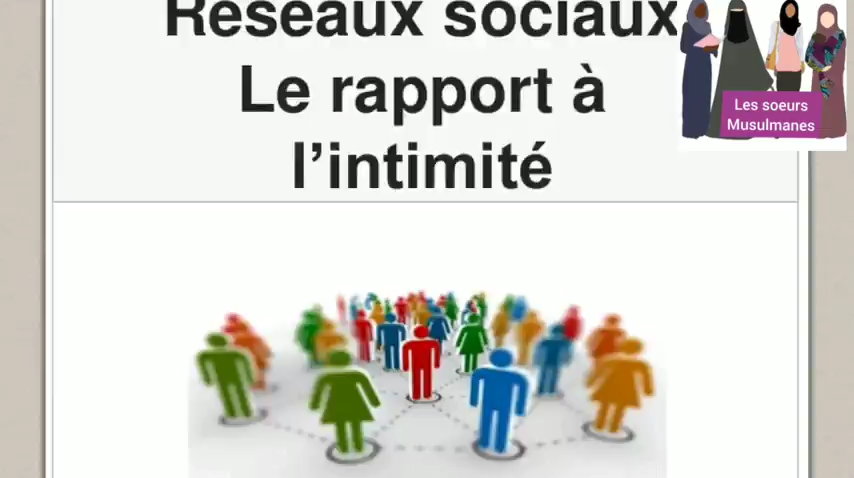 Réseaux sociaux
Le rapport à
l’intimité
Les soeurs
Musulmanes